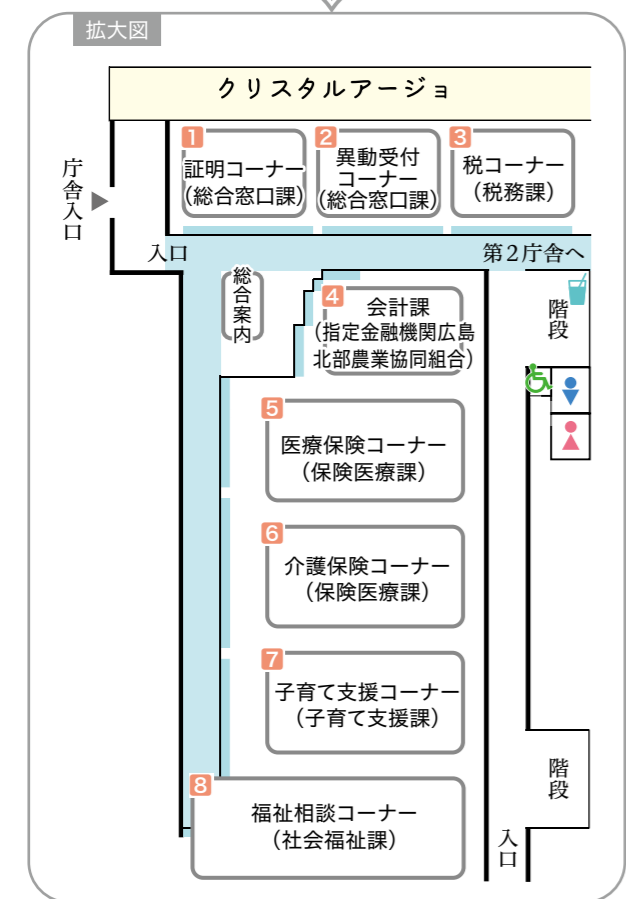 拡大図
クリスタルアージョ
庁舎入口
1
証明コーナー
(総合窓口課)
2
異動受付
コーナー
(総合窓口課)
3
税コーナー
(税務課)
入口
第2庁舎へ
総合案内
4
会計課
(指定金融機関広島
北部農業協同組合)
階段
5
医療保険コーナー
(保険医療課)
6
介護保険コーナー
(保険医療課)
7
子育て支援コーナー
(子育て支援課)
8
福祉相談コーナー
(社会福祉課)
階段
入口